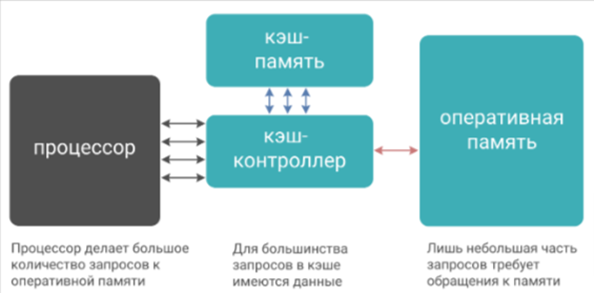 кэш-
память
процессор
кэш-
контроллер
оперативная
память
Процессор делает большое
количество запросов к
оперативной памяти
Для большинства
запросов в кэше
имеются данные
Лишь небольшая часть
запросов требует
обращения к памяти